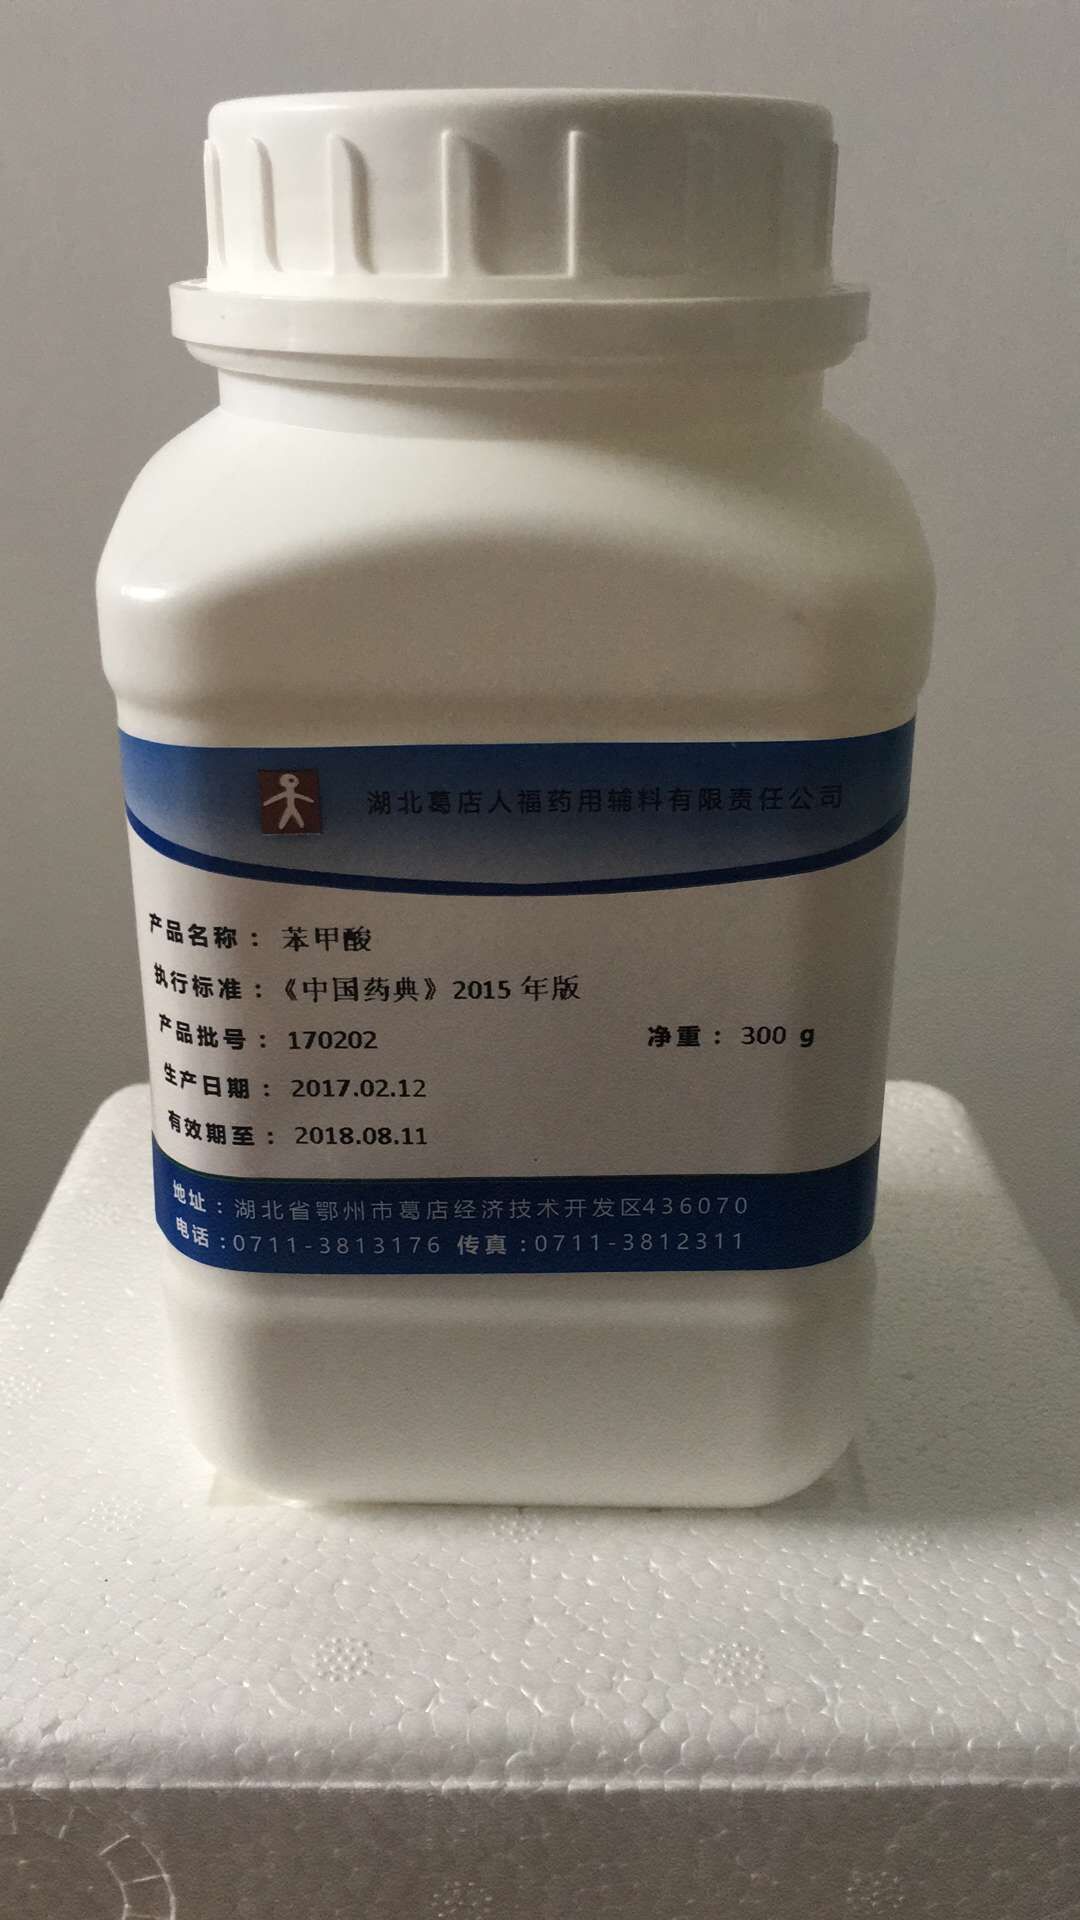 湖北葛店人福药用辅料有限责任公司
产品名称： 苯甲酸
执行标准：《中国药典》2015 年版
产品批号： 170202 净重： 300 g
生产日期： 2017.02.12
有效期至： 2018.08.11
地址：湖北省鄂州市葛店经济技术开发区436070
电话:0711-3813176 传真:0711-3812311